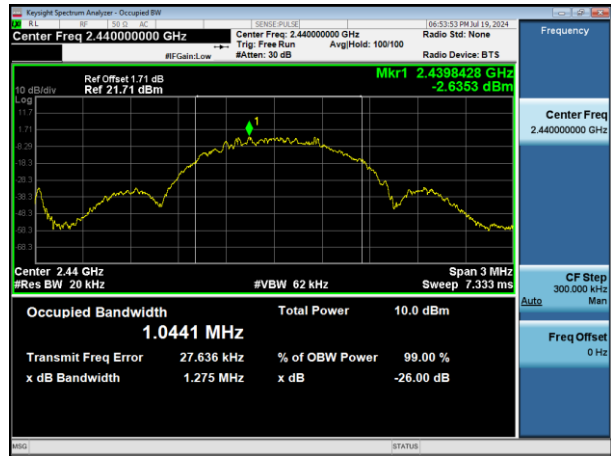 Keysight Spectrum Analyzer - Occupied BW
RL RF 50 Ω AC SENSE:PULSE 06:53:53 PM Jul 19, 2024
Center Freq 2.440000000 GHz Center Freq: 2.440000000 GHz Radio Std: None
Trig: Free Run Avg|Hold: 100/100
#IFGain:Low #Atten: 30 dB Radio Device: BTS
Frequency
Ref Offset 1.71 dB Mkr1 2.4398428 GHz
10 dB/div Ref 21.71 dBm -2.6353 dBm
Log
11.7
1
1.71
-8.29
-18.3
-28.3
-38.3
-48.3
-58.3
-68.3
Center Freq
2.440000000 GHz
Center 2.44 GHz Span 3 MHz
#Res BW 20 kHz #VBW 62 kHz Sweep 7.333 ms
CF Step
300.000 kHz
Auto Man
Occupied Bandwidth Total Power 10.0 dBm
1.0441 MHz
Transmit Freq Error 27.636 kHz % of OBW Power 99.00 %
x dB Bandwidth 1.275 MHz x dB -26.00 dB
Freq Offset
0 Hz
MSG STATUS